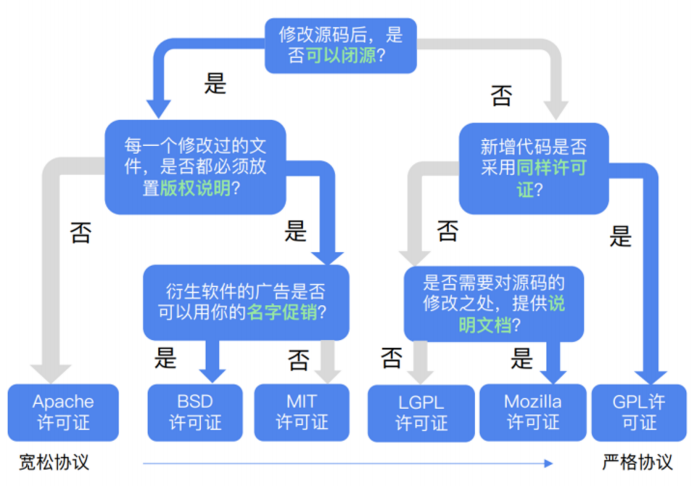 修改源码后，是
否可以闭源？
是
否
每一个修改过的文
件，是否都必须放
置版权说明？
新增代码是否
采用同样许可
证？
否
是
否
是
衍生软件的广告是否
可以用你的名字促销？
是否需要对源码的
修改之处，提供说
明文档？
是
否
否
是
Apache
许可证
BSD
许可证
MIT
许可证
LGPL
许可证
Mozilla
许可证
GPL许
可证
宽松协议
严格协议